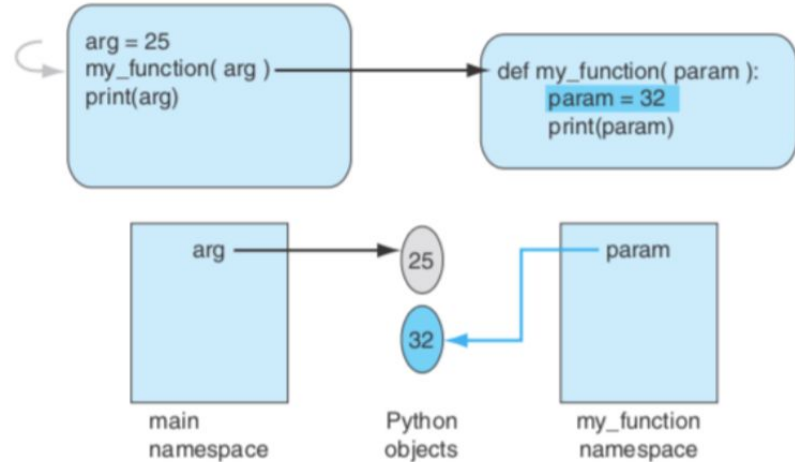 arg = 25
my_function( arg )
print(arg)
def my_function( param ):
param = 32
print(param)
arg
25
32
param
main
namespace
Python
objects
my_function
namespace